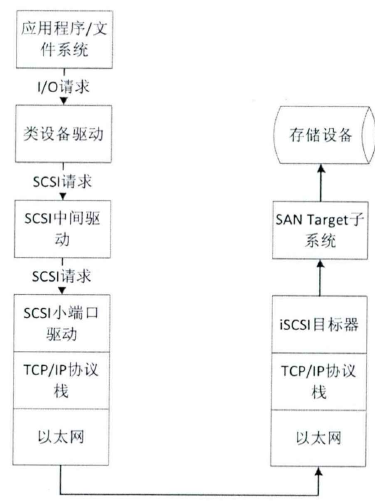 应用程序/文
件系统
I/O请求
类设备驱动
SCSI请求
SCSI中间驱
动
SCSI请求
SCSI小端口
驱动
TCP/IP协议
栈
以太网
存储设备
SAN Target子
系统
iSCSI目标器
TCP/IP协议
栈
以太网